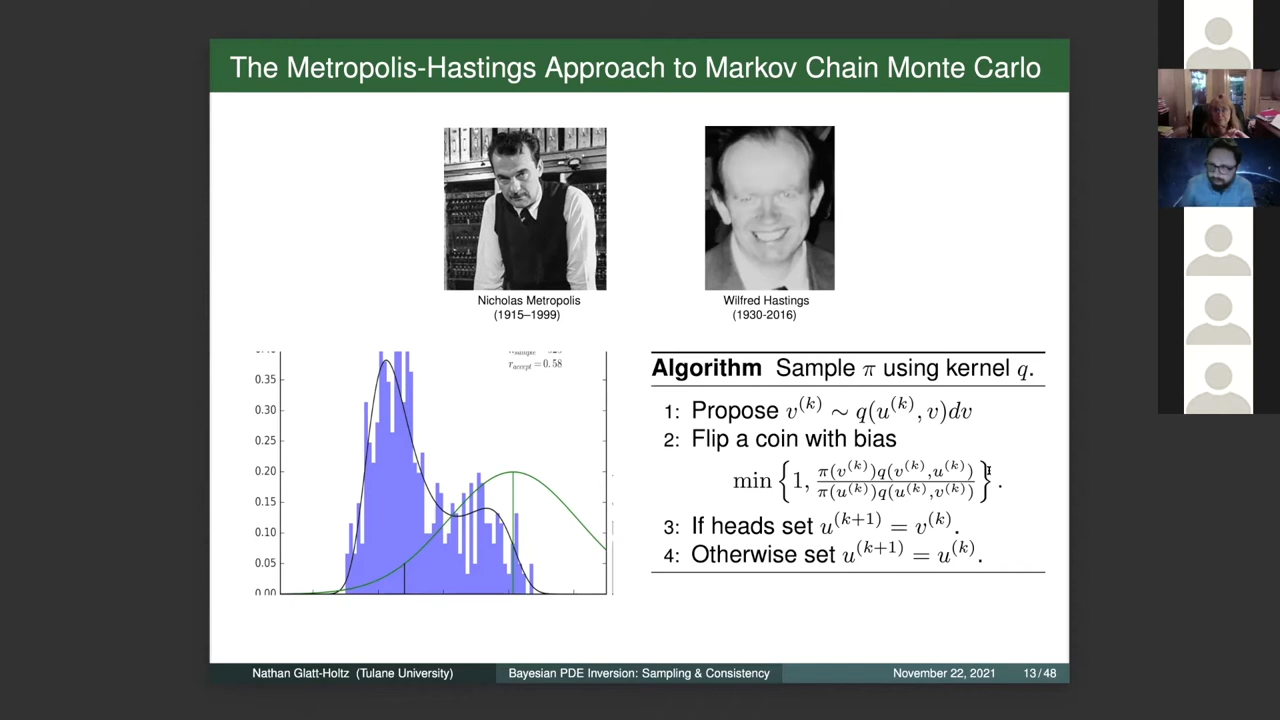 The Metropolis-Hastings Approach to Markov Chain Monte Carlo
Nicholas Metropolis
(1915–1999)
Wilfred Hastings
(1930-2016)
r_accept = 0.58
0.35
0.30
0.25
0.20
0.15
0.10
0.05
0.00
Algorithm Sample π using kernel q.
1: Propose v^(k) ∼ q(u^(k), v)dv
2: Flip a coin with bias
min { 1, π(v^(k))q(v^(k),u^(k)) / π(u^(k))q(u^(k),v^(k)) } .
3: If heads set u^(k+1) = v^(k).
4: Otherwise set u^(k+1) = u^(k).
Nathan Glatt-Holtz (Tulane University)
Bayesian PDE Inversion: Sampling & Consistency
November 22, 2021
13 / 48